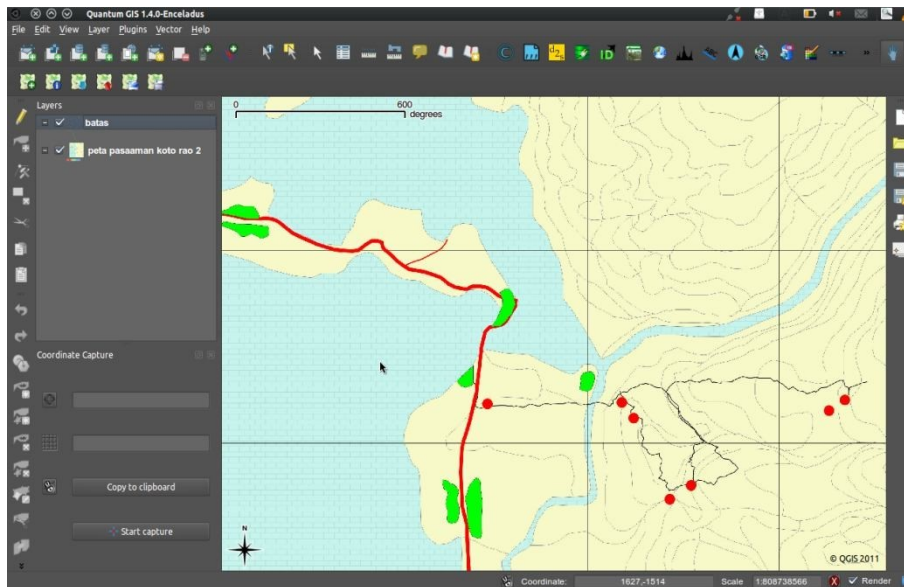 Quantum GIS 1.4.0-Enceladus
File Edit View Layer Plugins Vector Help
Layers
batas
peta pasaaman koto rao 2
0 600
degrees
Coordinate Capture
Copy to clipboard
Start capture
N
© QGIS 2011
Coordinate: 1627,-1514 Scale 1:808738566 Render